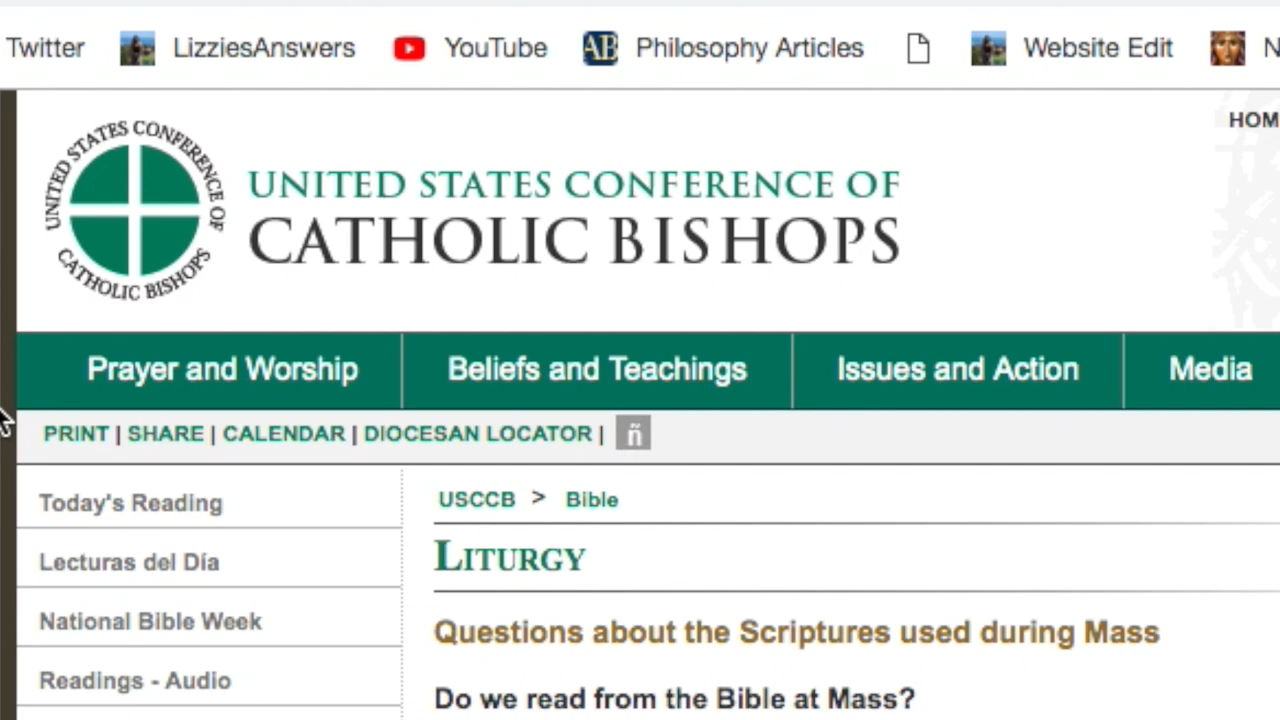 Twitter LizziesAnswers YouTube AB Philosophy Articles Website Edit N
HOM
UNITED STATES CONFERENCE OF CATHOLIC BISHOPS
UNITED STATES CONFERENCE OF
CATHOLIC BISHOPS
Prayer and Worship Beliefs and Teachings Issues and Action Media
PRINT | SHARE | CALENDAR | DIOCESAN LOCATOR | ñ
Today's Reading
Lecturas del Día
National Bible Week
Readings - Audio
USCCB > Bible
LITURGY
Questions about the Scriptures used during Mass
Do we read from the Bible at Mass?